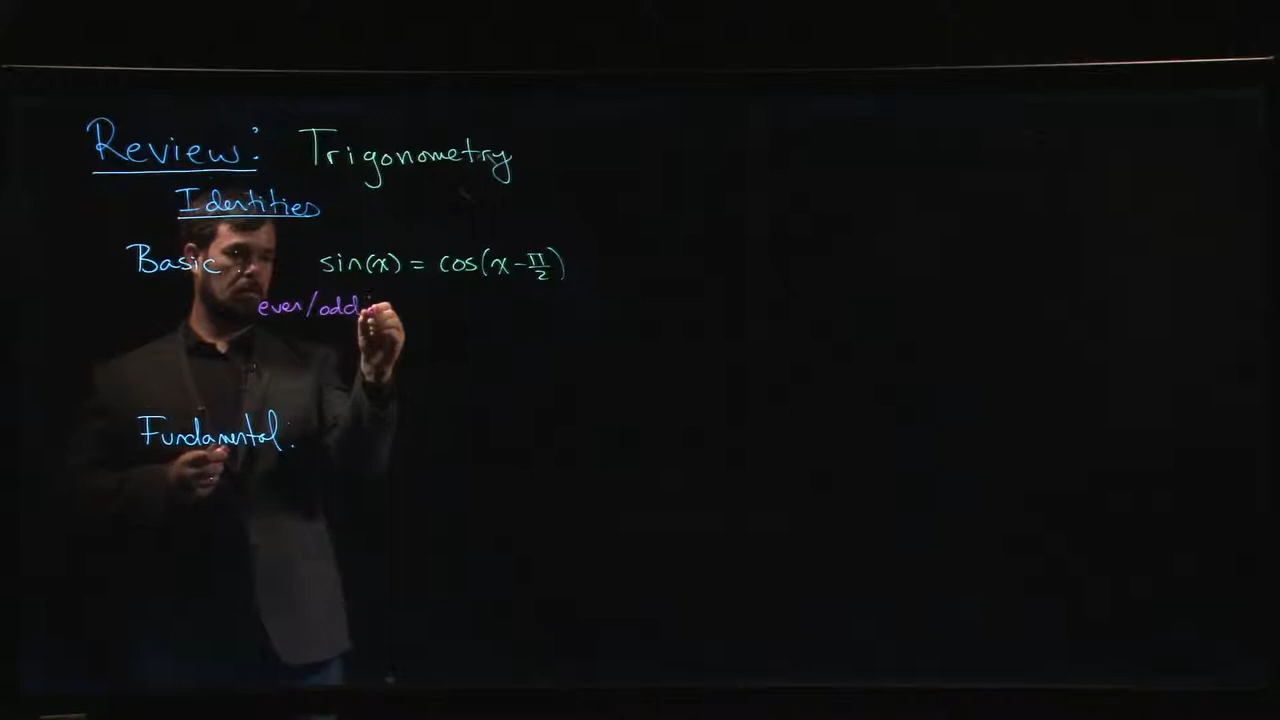 Review: Trigonometry
Identities
Basic: sin(x) = cos(x - π/2)
even/odd:
Fundamental: